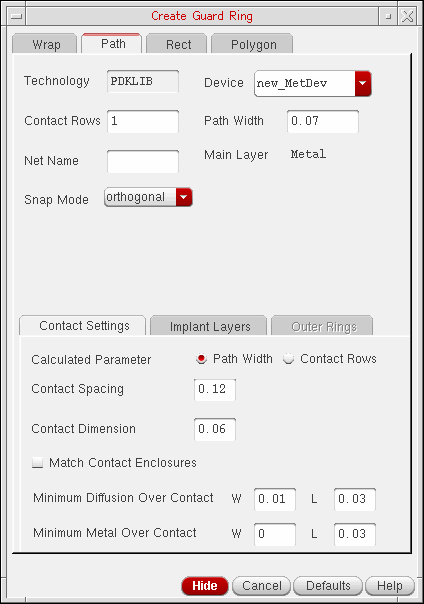 Create Guard Ring
Wrap Path Rect Polygon
Technology PDKLIB Device new_MetDev
Contact Rows 1 Path Width 0.07
Net Name Main Layer Metal
Snap Mode orthogonal
Contact Settings Implant Layers Outer Rings
Calculated Parameter Path Width Contact Rows
Contact Spacing 0.12
Contact Dimension 0.06
Match Contact Enclosures
Minimum Diffusion Over Contact W 0.01 L 0.03
Minimum Metal Over Contact W 0 L 0.03
Hide Cancel Defaults Help